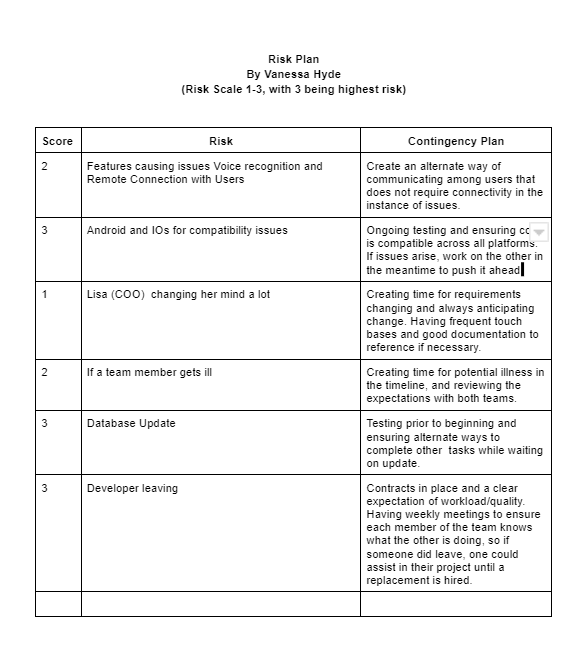 Risk Plan
By Vanessa Hyde
(Risk Scale 1-3, with 3 being highest risk)
Score Risk Contingency Plan
2 Features causing issues Voice recognition and
Remote Connection with Users
Create an alternate way of
communicating among users that
does not require connectivity in the
instance of issues.
3 Android and IOs for compatibility issues
Ongoing testing and ensuring
is compatible across all platforms.
If issues arise, work on the other in
the meantime to push it ahead
1 Lisa (COO)  changing her mind a lot
Creating time for requirements
changing and always anticipating
change. Having frequent touch
bases and good documentation to
reference if necessary.
2 If a team member gets ill
Creating time for potential illness in
the timeline, and reviewing the
expectations with both teams.
3 Database Update
Testing prior to beginning and
ensuring alternate ways to
complete other  tasks while waiting
on update.
3 Developer leaving
Contracts in place and a clear
expectation of workload/quality.
Having weekly meetings to ensure
each member of the team knows
what the other is doing, so if
someone did leave, one could
assist in their project until a
replacement is hired.